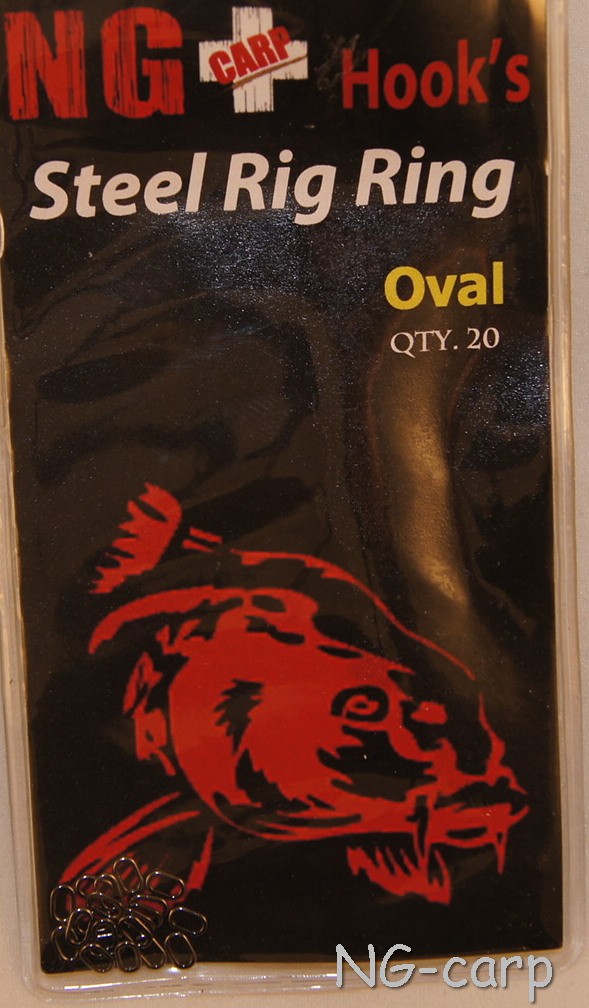 NG CARP Hook's
Steel Rig Ring
Oval
QTY. 20
NG-carp